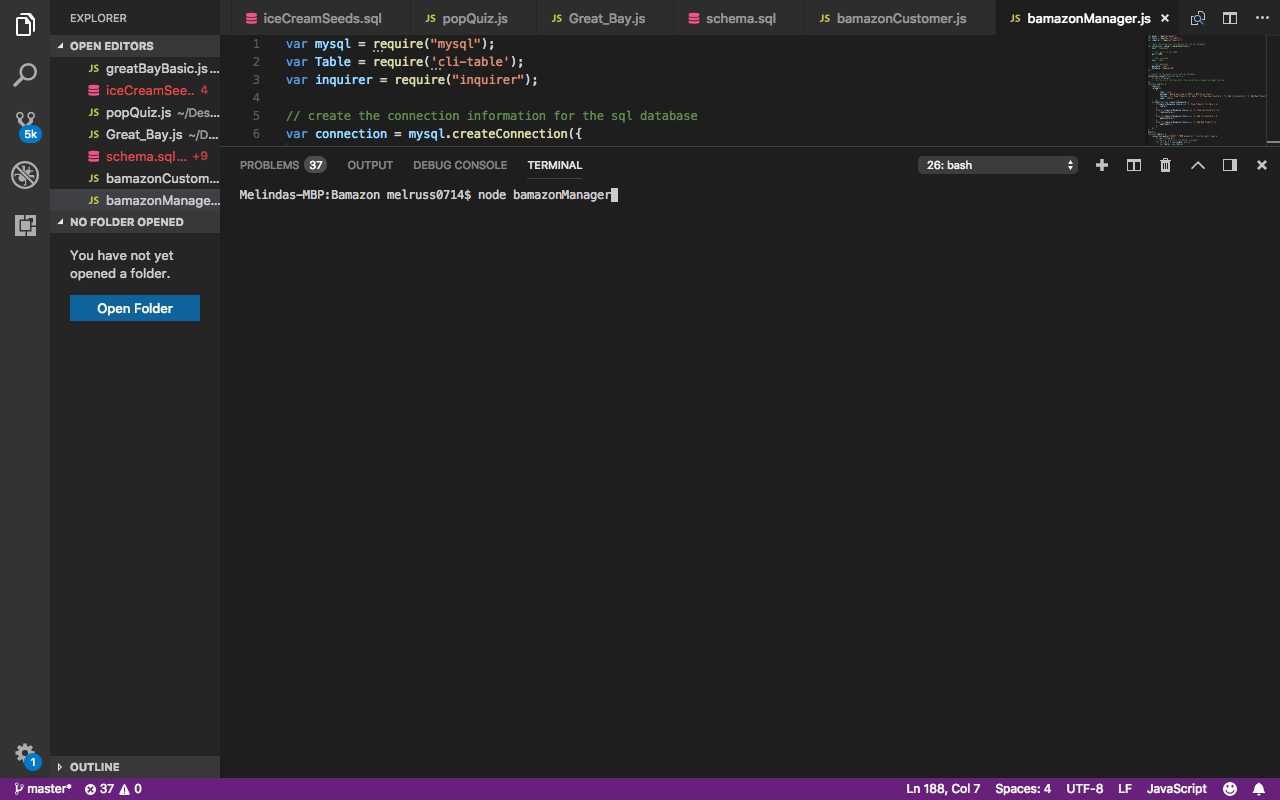 EXPLORER
OPEN EDITORS
greatBayBasic.js ...
iceCreamSee.. 4
popQuiz.js ~/Des...
Great_Bay.js ~/D...
schema.sql... +9
bamazonCustom...
bamazonManage...
NO FOLDER OPENED
You have not yet
opened a folder.
Open Folder
OUTLINE
5k
1
iceCreamSeeds.sql JS popQuiz.js JS Great_Bay.js schema.sql JS bamazonCustomer.js JS bamazonManager.js
1 var mysql = require("mysql");
2 var Table = require('cli-table');
3 var inquirer = require("inquirer");
4
5 // create the connection information for the sql database
6 var connection = mysql.createConnection({
PROBLEMS 37 OUTPUT DEBUG CONSOLE TERMINAL 26: bash
Melindas-MBP:Bamazon melruss0714$ node bamazonManager
master* 37 0 Ln 188, Col 7 Spaces: 4 UTF-8 LF JavaScript